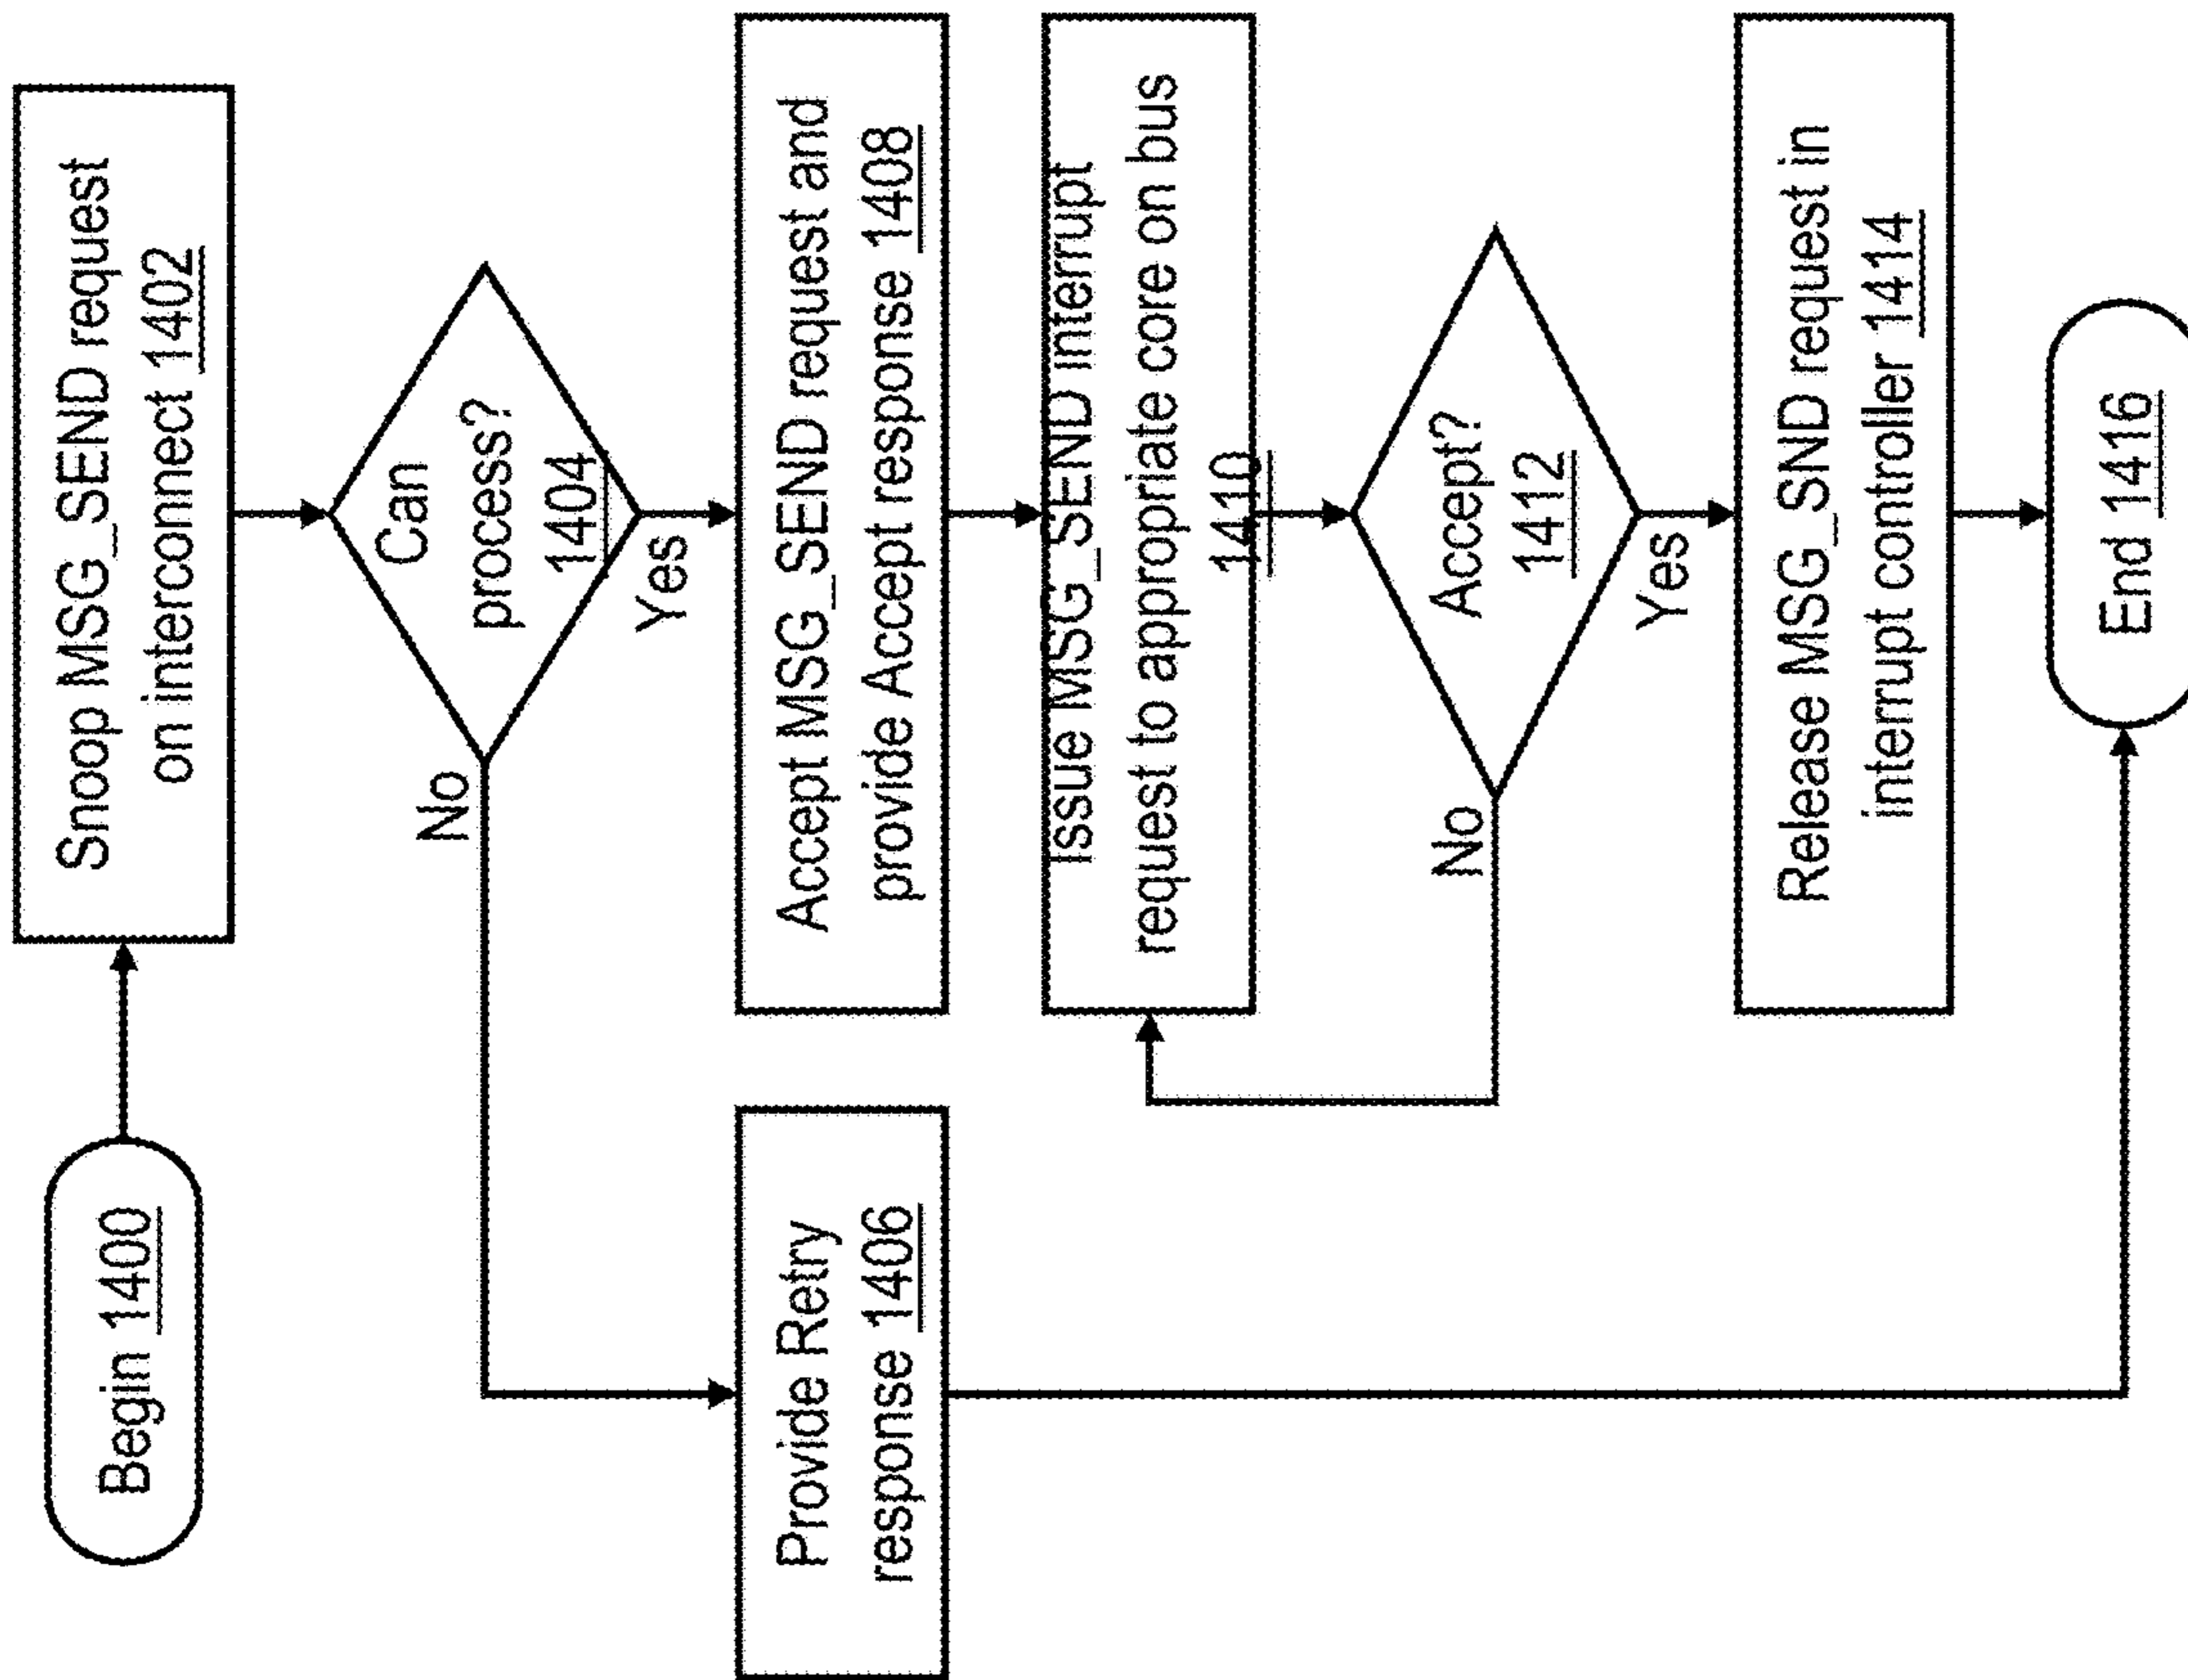 Begin 1400
Snoop MSG_SEND request
on interconnect 1402
Can
process?
1404
No
Yes
Provide Retry
response 1406
Accept MSG_SEND request and
provide Accept response 1408
Issue MSG_SEND interrupt
request to appropriate core on bus
1410
Accept?
1412
No
Yes
Release MSG_SND request in
interrupt controller 1414
End 1416